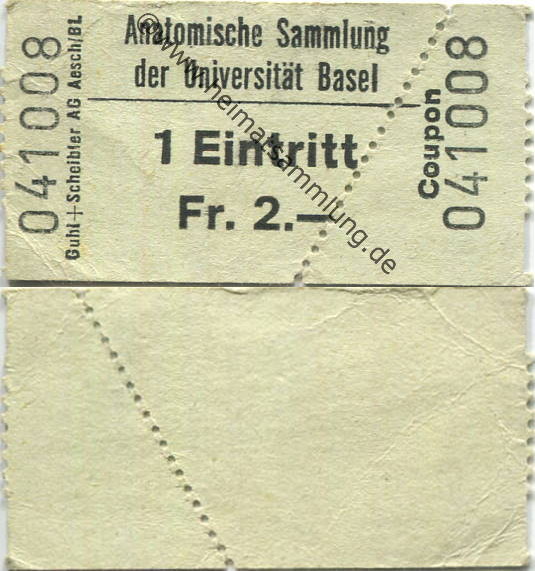 041008
Guhl+Scheibler AG Aesch/BL
Anatomische Sammlung
der Universität Basel
1 Eintritt
Fr. 2.—
Coupon
041008
© www.heimatsammlung.de